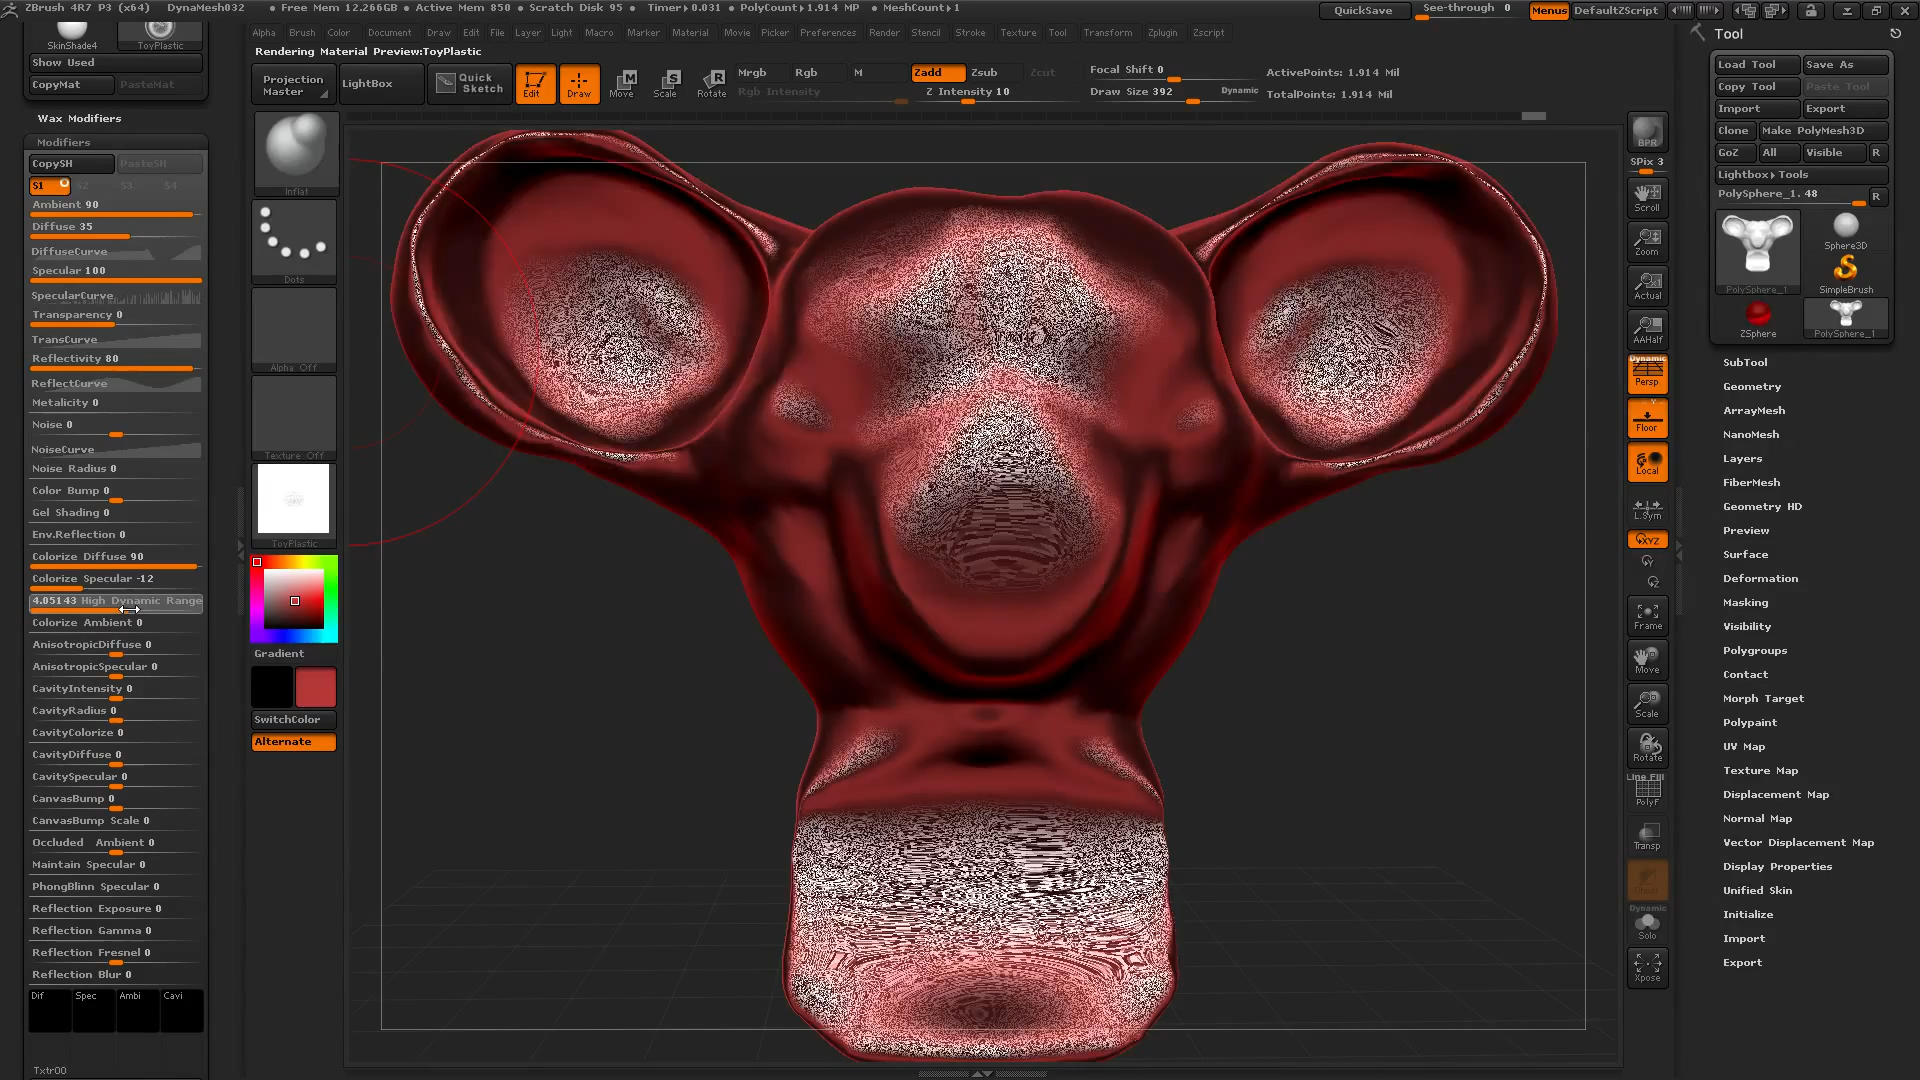 ZBrush 4R7 P3 (x64) DynaMesh032 • Free Mem 12.266GB • Active Mem 850 • Scratch Disk 95 • Timer▸0.031 • PolyCount▸1.914 MP • MeshCount▸1 QuickSave See-through 0 Menus DefaultZScript
Alpha Brush Color Document Draw Edit File Layer Light Macro Marker Material Movie Picker Preferences Render Stencil Stroke Texture Tool Transform Zplugin Zscript
Rendering Material Preview:ToyPlastic
Projection Master
LightBox
Quick Sketch
Edit
Draw
Move
Scale
Rotate
Mrgb Rgb M
Rgb Intensity
Zadd Zsub Zcut
Z Intensity 10
Focal Shift 0
Draw Size 392 Dynamic
ActivePoints: 1.914 Mil
TotalPoints: 1.914 Mil
SkinShade4 ToyPlastic
Show Used
CopyMat PasteMat
Wax Modifiers
Modifiers
CopySH PasteSH
S1 S2 S3 S4
Ambient 90
Diffuse 35
DiffuseCurve
Specular 100
SpecularCurve
Transparency 0
TransCurve
Reflectivity 80
ReflectCurve
Metalicity 0
Noise 0
NoiseCurve
Noise Radius 0
Color Bump 0
Gel Shading 0
Env.Reflection 0
Colorize Diffuse 90
Colorize Specular -12
4.05143 High Dynamic Range
Colorize Ambient 0
AnisotropicDiffuse 0
AnisotropicSpecular 0
CavityIntensity 0
CavityRadius 0
CavityColorize 0
CavityDiffuse 0
CavitySpecular 0
CanvasBump 0
CanvasBump Scale 0
Occluded Ambient 0
Maintain Specular 0
PhongBlinn Specular 0
Reflection Exposure 0
Reflection Gamma 0
Reflection Fresnel 0
Reflection Blur 0
Dif Spec Ambi Cavi
Txtr00
Inflat
Dots
Alpha Off
Texture Off
ToyPlastic
Gradient
SwitchColor
Alternate
BPR
SPix 3
Scroll
Zoom
Actual
AAHalf
Dynamic
Persp
Floor
Local
L.Sym
XYZ
Y
Z
Frame
Move
Scale
Rotate
Line Fill
PolyF
Transp
Ghost
Dynamic
Solo
Xpose
Tool
Load Tool Save As
Copy Tool Paste Tool
Import Export
Clone Make PolyMesh3D
GoZ All Visible R
Lightbox▸Tools
PolySphere_1. 48 R
PolySphere_1
Sphere3D
SimpleBrush
ZSphere PolySphere_1
SubTool
Geometry
ArrayMesh
NanoMesh
Layers
FiberMesh
Geometry HD
Preview
Surface
Deformation
Masking
Visibility
Polygroups
Contact
Morph Target
Polypaint
UV Map
Texture Map
Displacement Map
Normal Map
Vector Displacement Map
Display Properties
Unified Skin
Initialize
Import
Export